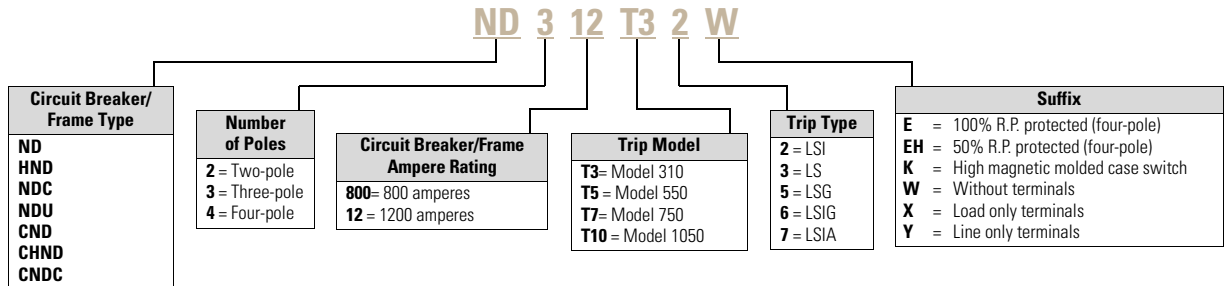 ND 3 12 T3 2 W
Circuit Breaker/
Frame Type
ND
HND
NDC
NDU
CND
CHND
CNDC
Number
of Poles
2 = Two-pole
3 = Three-pole
4 = Four-pole
Circuit Breaker/Frame
Ampere Rating
800= 800 amperes
12 = 1200 amperes
Trip Model
T3= Model 310
T5 = Model 550
T7= Model 750
T10 = Model 1050
Trip Type
2 = LSI
3 = LS
5 = LSG
6 = LSIG
7 = LSIA
Suffix
E = 100% R.P. protected (four-pole)
EH = 50% R.P. protected (four-pole)
K = High magnetic molded case switch
W = Without terminals
X = Load only terminals
Y = Line only terminals